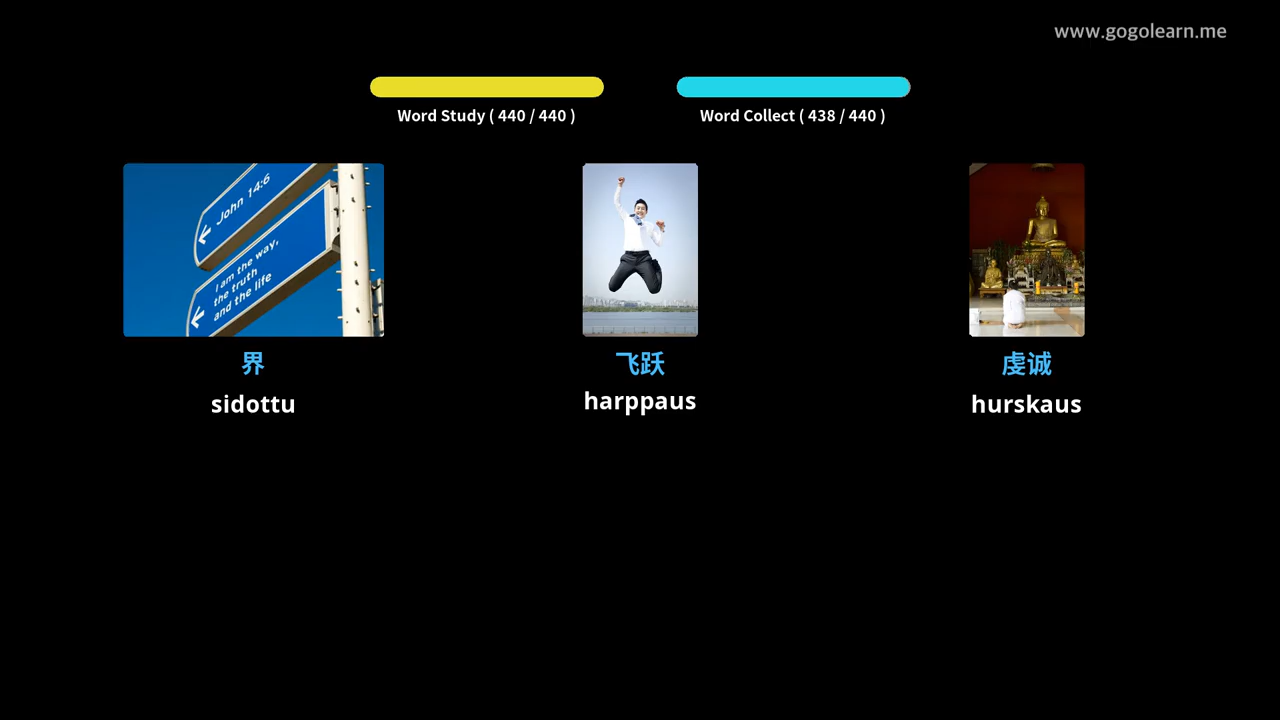 www.gogolearn.me
Word Study ( 440 / 440 )
Word Collect ( 438 / 440 )
John 14:6
I am the way,
the truth
and the life
界
飞跃
虔诚
sidottu
harppaus
hurskaus